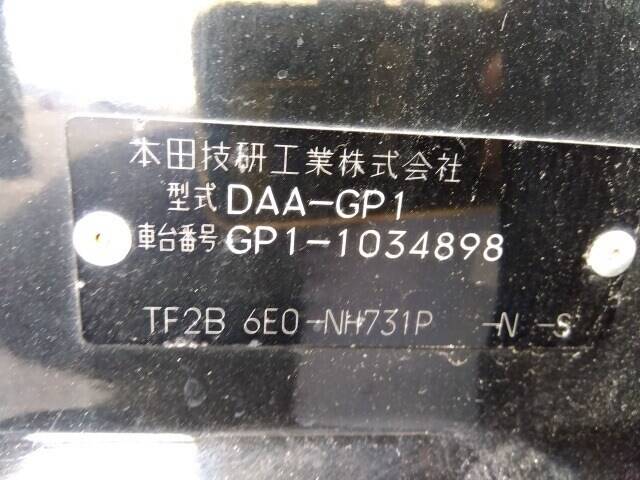 本田技研工業株式会社
型式 DAA-GP1
車台番号 GP1-1034898
TF2B 6E0-NH731P -N -S